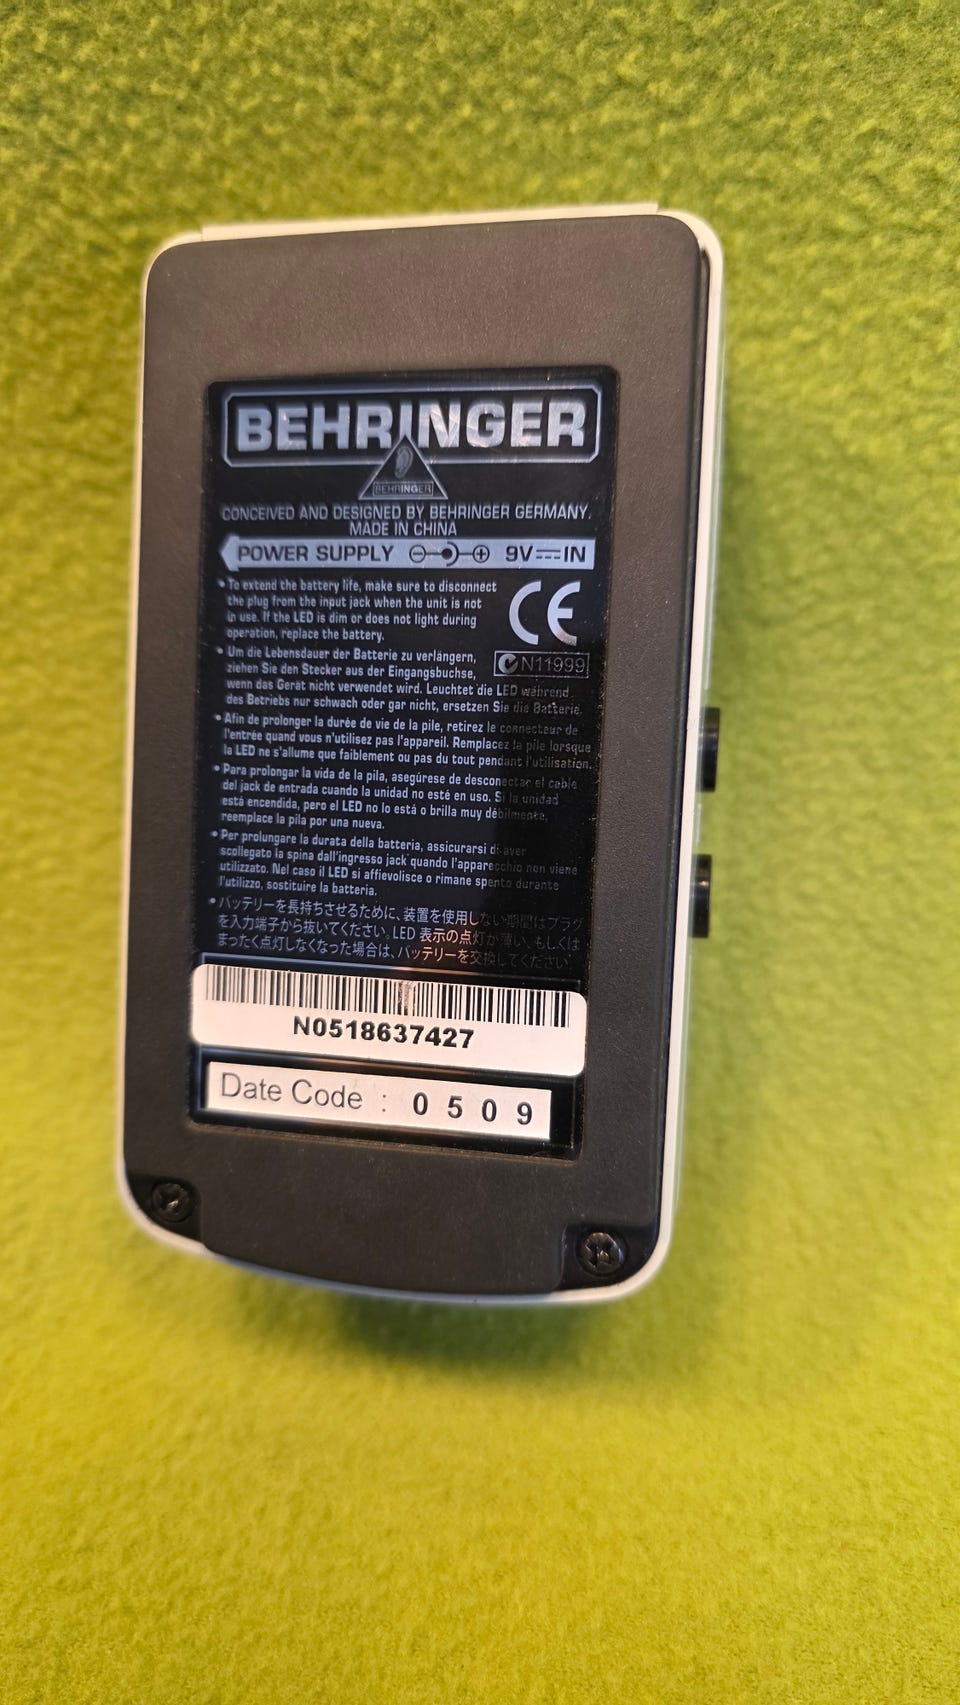 BEHRINGER
BEHRINGER
CONCEIVED AND DESIGNED BY BEHRINGER GERMANY.
MADE IN CHINA
POWER SUPPLY 9V IN
• To extend the battery life, make sure to disconnect
the plug from the input jack when the unit is not
in use. If the LED is dim or does not light during
operation, replace the battery.
CE
N11999
• Um die Lebensdauer der Batterie zu verlängern,
ziehen Sie den Stecker aus der Eingangsbuchse,
wenn das Gerät nicht verwendet wird. Leuchtet die LED während
des Betriebs nur schwach oder gar nicht, ersetzen Sie die Batterie.
• Afin de prolonger la durée de vie de la pile, retirez le connecteur de
l'entrée quand vous n'utilisez pas l'appareil. Remplacez la pile lorsque
la LED ne s'allume que faiblement ou pas du tout pendant l'utilisation.
• Para prolongar la vida de la pila, asegúrese de desconectar el cable
del jack de entrada cuando la unidad no esté en uso. Si la unidad
está encendida, pero el LED no lo está o brilla muy débilmente,
reemplace la pila por una nueva.
• Per prolungare la durata della batteria, assicurarsi di aver
scollegato la spina dall'ingresso jack quando l'apparecchio non viene
utilizzato. Nel caso il LED si affievolisce o rimane spento durante
l'utilizzo, sostituire la batteria.
• バッテリーを長持ちさせるために、装置を使用しない期間はプラグ
を入力端子から抜いてください。LED 表示の点灯が薄い、もしくは
まったく点灯しなくなった場合は、バッテリーを交換してください。
N0518637427
Date Code : 0 5 0 9